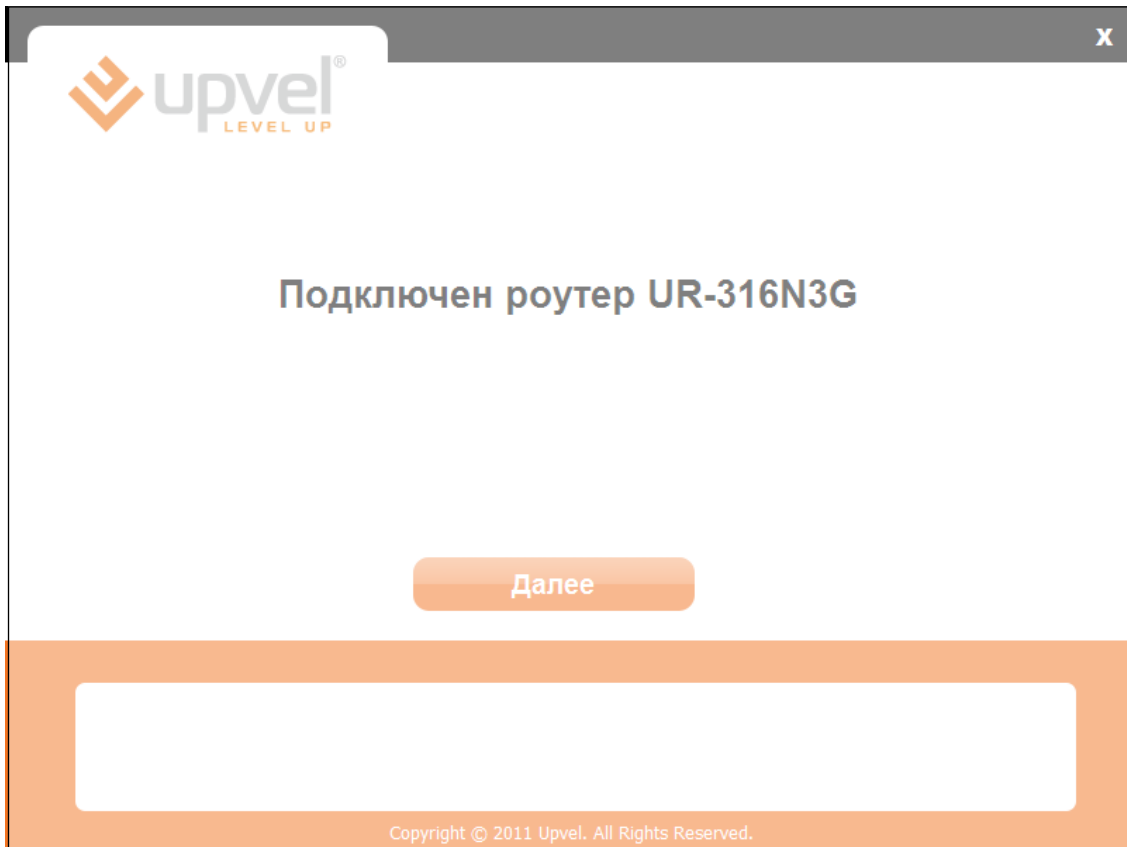 x
upvel®
LEVEL UP
Подключен роутер UR-316N3G
Далее
Copyright © 2011 Upvel. All Rights Reserved.